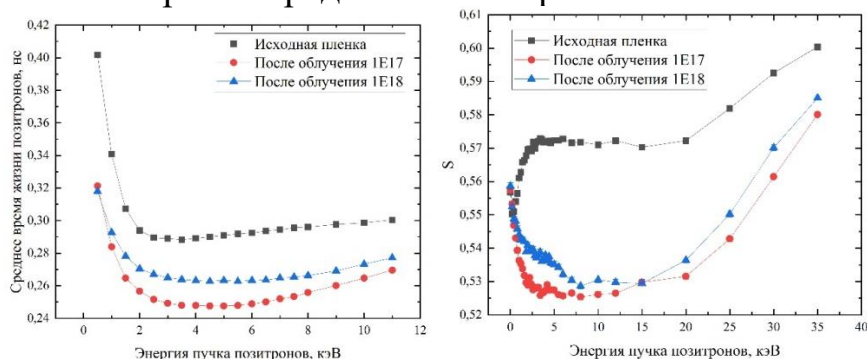 Среднее время жизни позитронов, нс
0,42
0,40
0,38
0,36
0,34
0,32
0,30
0,28
0,26
0,24
Исходная пленка
После облучения 1E17
После облучения 1E18
0 2 4 6 8 10 12
Энергия пучка позитронов, кэВ
S
0,61
0,60
0,59
0,58
0,57
0,56
0,55
0,54
0,53
0,52
Исходная пленка
После облучения 1E17
После облучения 1E18
0 5 10 15 20 25 30 35 40
Энергия пучка позитронов, кэВ